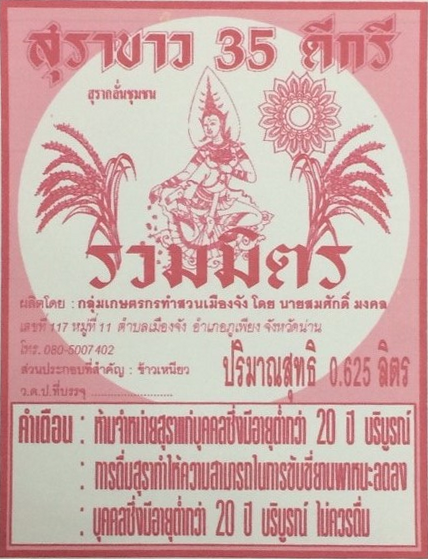 สุราขาว 35 ดีกรี
สุรากลั่นชุมชน
รวมมิตร
ผลิตโดย : กลุ่มเกษตรกรทำสวนเมืองจัง โดย นายสมศักดิ์ มงคล
เลขที่ 117 หมู่ที่ 11 ตำบลเมืองจัง อำเภอภูเพียง จังหวัดน่าน
โทร. 080-5007402
ส่วนประกอบที่สำคัญ : ข้าวเหนียว
ปริมาณสุทธิ 0.625 ลิตร
ว.ด.ป.ที่บรรจุ ........................
คำเตือน : ห้ามจำหน่ายสุราแก่บุคคลซึ่งมีอายุต่ำกว่า 20 ปี บริบูรณ์
: การดื่มสุราทำให้ความสามารถในการขับขี่ยานพาหนะลดลง
: บุคคลซึ่งมีอายุต่ำกว่า 20 ปี บริบูรณ์ ไม่ควรดื่ม